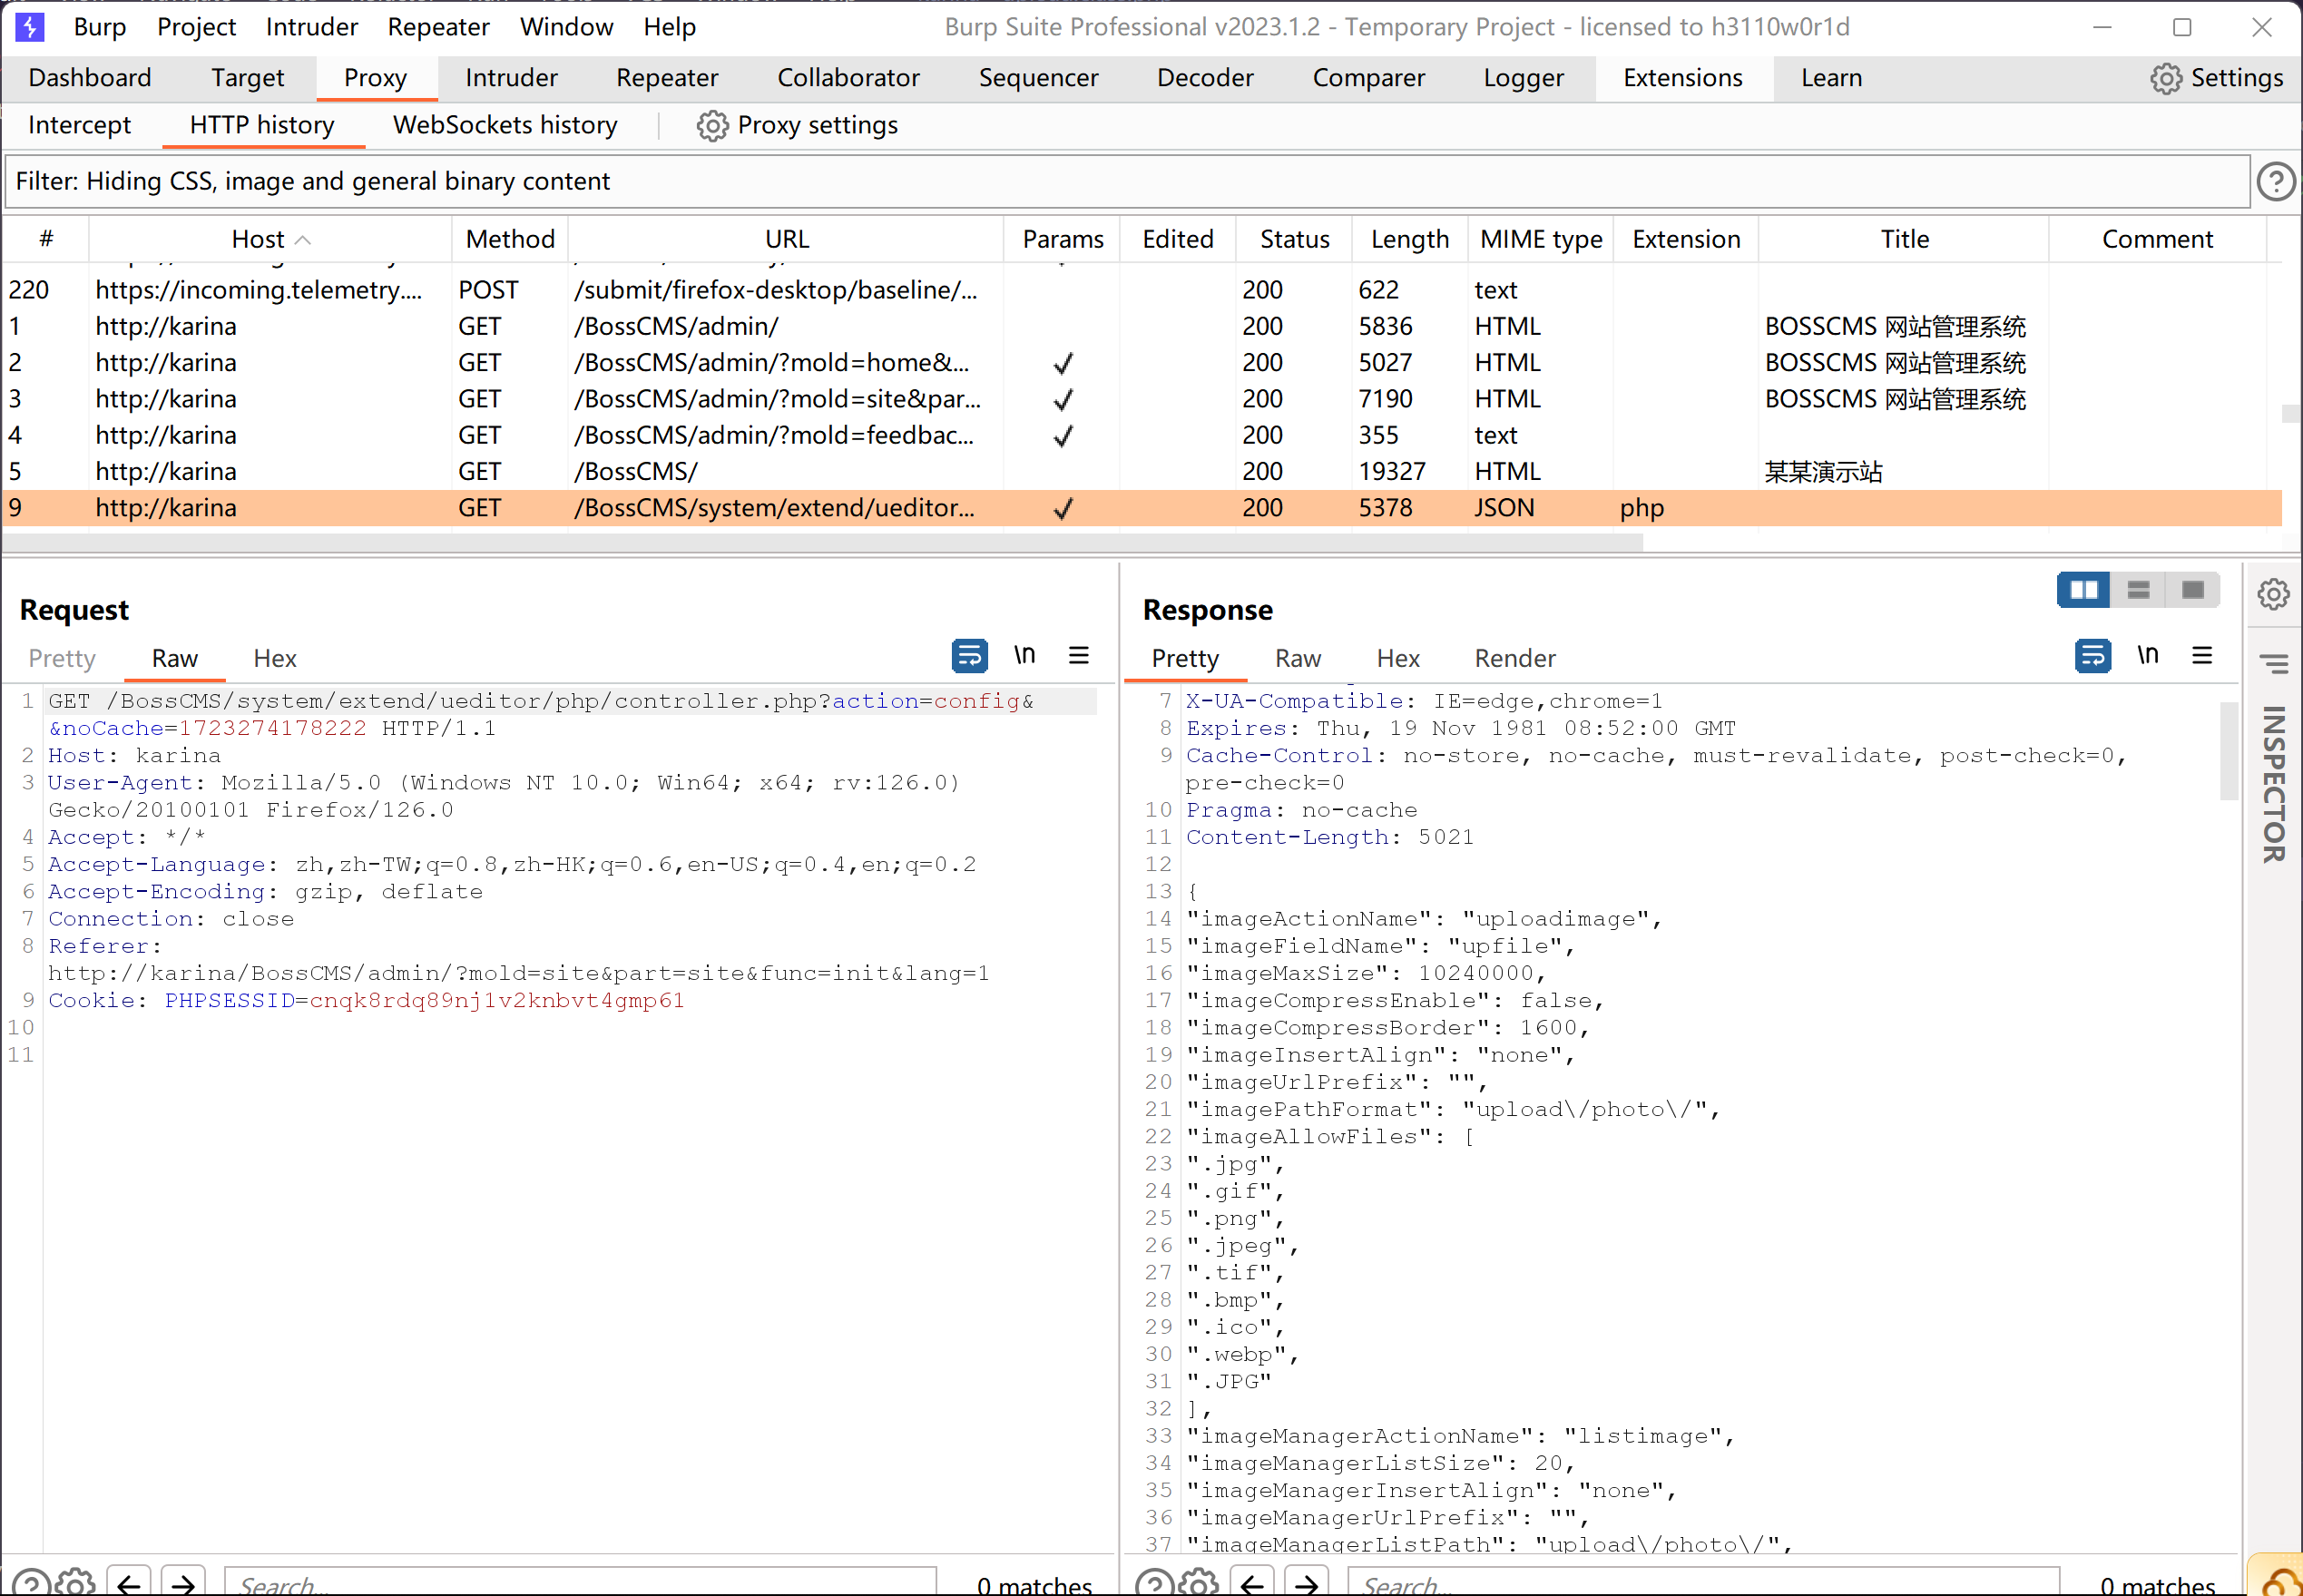 Burp Project Intruder Repeater Window Help Burp Suite Professional v2023.1.2 - Temporary Project - licensed to h3110w0r1d
Dashboard Target Proxy Intruder Repeater Collaborator Sequencer Decoder Comparer Logger Extensions Learn Settings
Intercept HTTP history WebSockets history Proxy settings
Filter: Hiding CSS, image and general binary content
# Host Method URL Params Edited Status Length MIME type Extension Title Comment
220 https://incoming.telemetry.... POST /submit/firefox-desktop/baseline/... 200 622 text
1 http://karina GET /BossCMS/admin/ 200 5836 HTML BOSSCMS 网站管理系统
2 http://karina GET /BossCMS/admin/?mold=home&... ✓ 200 5027 HTML BOSSCMS 网站管理系统
3 http://karina GET /BossCMS/admin/?mold=site&par... ✓ 200 7190 HTML BOSSCMS 网站管理系统
4 http://karina GET /BossCMS/admin/?mold=feedbac... ✓ 200 355 text
5 http://karina GET /BossCMS/ 200 19327 HTML 某某演示站
9 http://karina GET /BossCMS/system/extend/ueditor... ✓ 200 5378 JSON php
Request
Pretty Raw Hex \n
1 GET /BossCMS/system/extend/ueditor/php/controller.php?action=config&
&noCache=1723274178222 HTTP/1.1
2 Host: karina
3 User-Agent: Mozilla/5.0 (Windows NT 10.0; Win64; x64; rv:126.0)
Gecko/20100101 Firefox/126.0
4 Accept: */*
5 Accept-Language: zh,zh-TW;q=0.8,zh-HK;q=0.6,en-US;q=0.4,en;q=0.2
6 Accept-Encoding: gzip, deflate
7 Connection: close
8 Referer:
http://karina/BossCMS/admin/?mold=site&part=site&func=init&lang=1
9 Cookie: PHPSESSID=cnqk8rdq89nj1v2knbvt4gmp61
10
11
Search...
0 matches
Response
Pretty Raw Hex Render \n
7 X-UA-Compatible: IE=edge,chrome=1
8 Expires: Thu, 19 Nov 1981 08:52:00 GMT
9 Cache-Control: no-store, no-cache, must-revalidate, post-check=0,
pre-check=0
10 Pragma: no-cache
11 Content-Length: 5021
12
13 {
14 "imageActionName": "uploadimage",
15 "imageFieldName": "upfile",
16 "imageMaxSize": 10240000,
17 "imageCompressEnable": false,
18 "imageCompressBorder": 1600,
19 "imageInsertAlign": "none",
20 "imageUrlPrefix": "",
21 "imagePathFormat": "upload\/photo\/",
22 "imageAllowFiles": [
23 ".jpg",
24 ".gif",
25 ".png",
26 ".jpeg",
27 ".tif",
28 ".bmp",
29 ".ico",
30 ".webp",
31 ".JPG"
32 ],
33 "imageManagerActionName": "listimage",
34 "imageManagerListSize": 20,
35 "imageManagerInsertAlign": "none",
36 "imageManagerUrlPrefix": "",
37 "imageManagerListPath": "upload\/photo\/",
Search...
0 matches
INSPECTOR